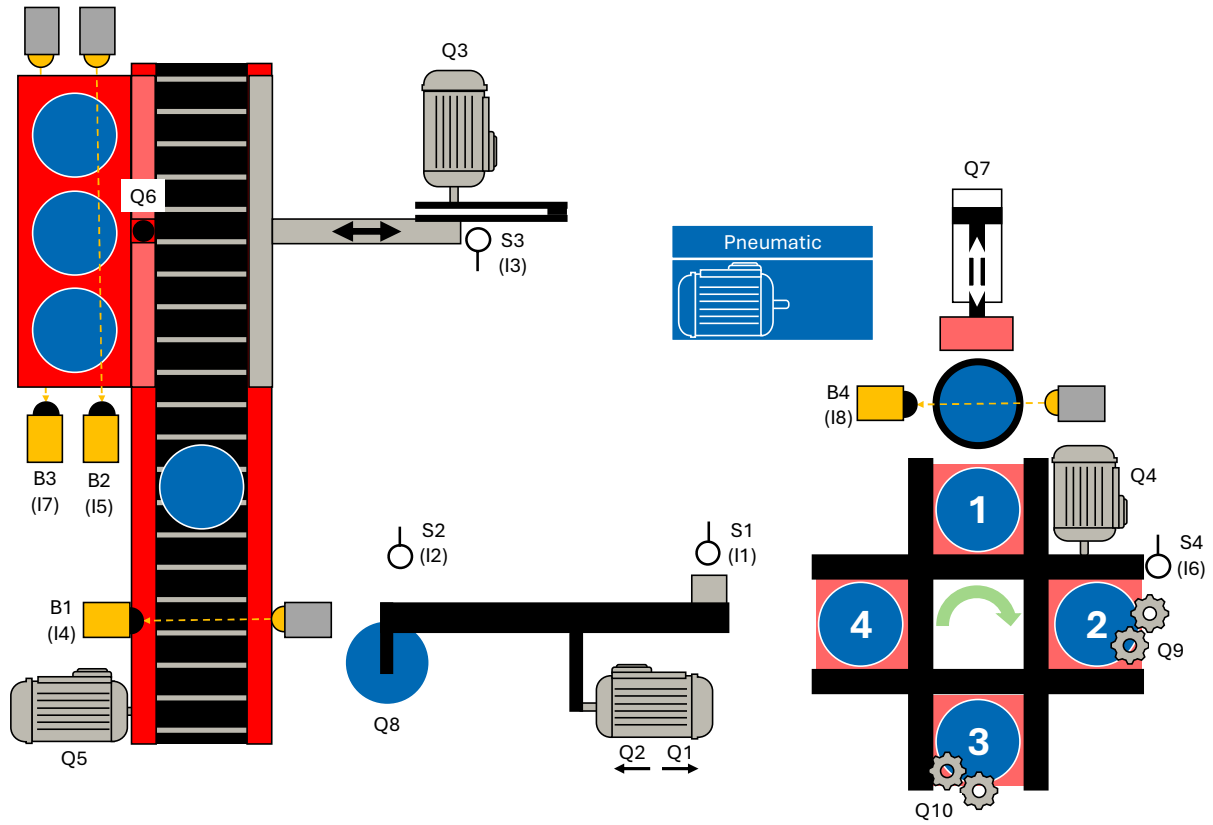 Q3
Q7
Q6
S3
(I3)
Pneumatic
B4
(I8)
B3
(I7)
B2
(I5)
Q4
1
S2
(I2)
S1
(I1)
S4
(I6)
B1
(I4)
4
2
Q9
Q8
3
Q5
Q2 Q1
Q10